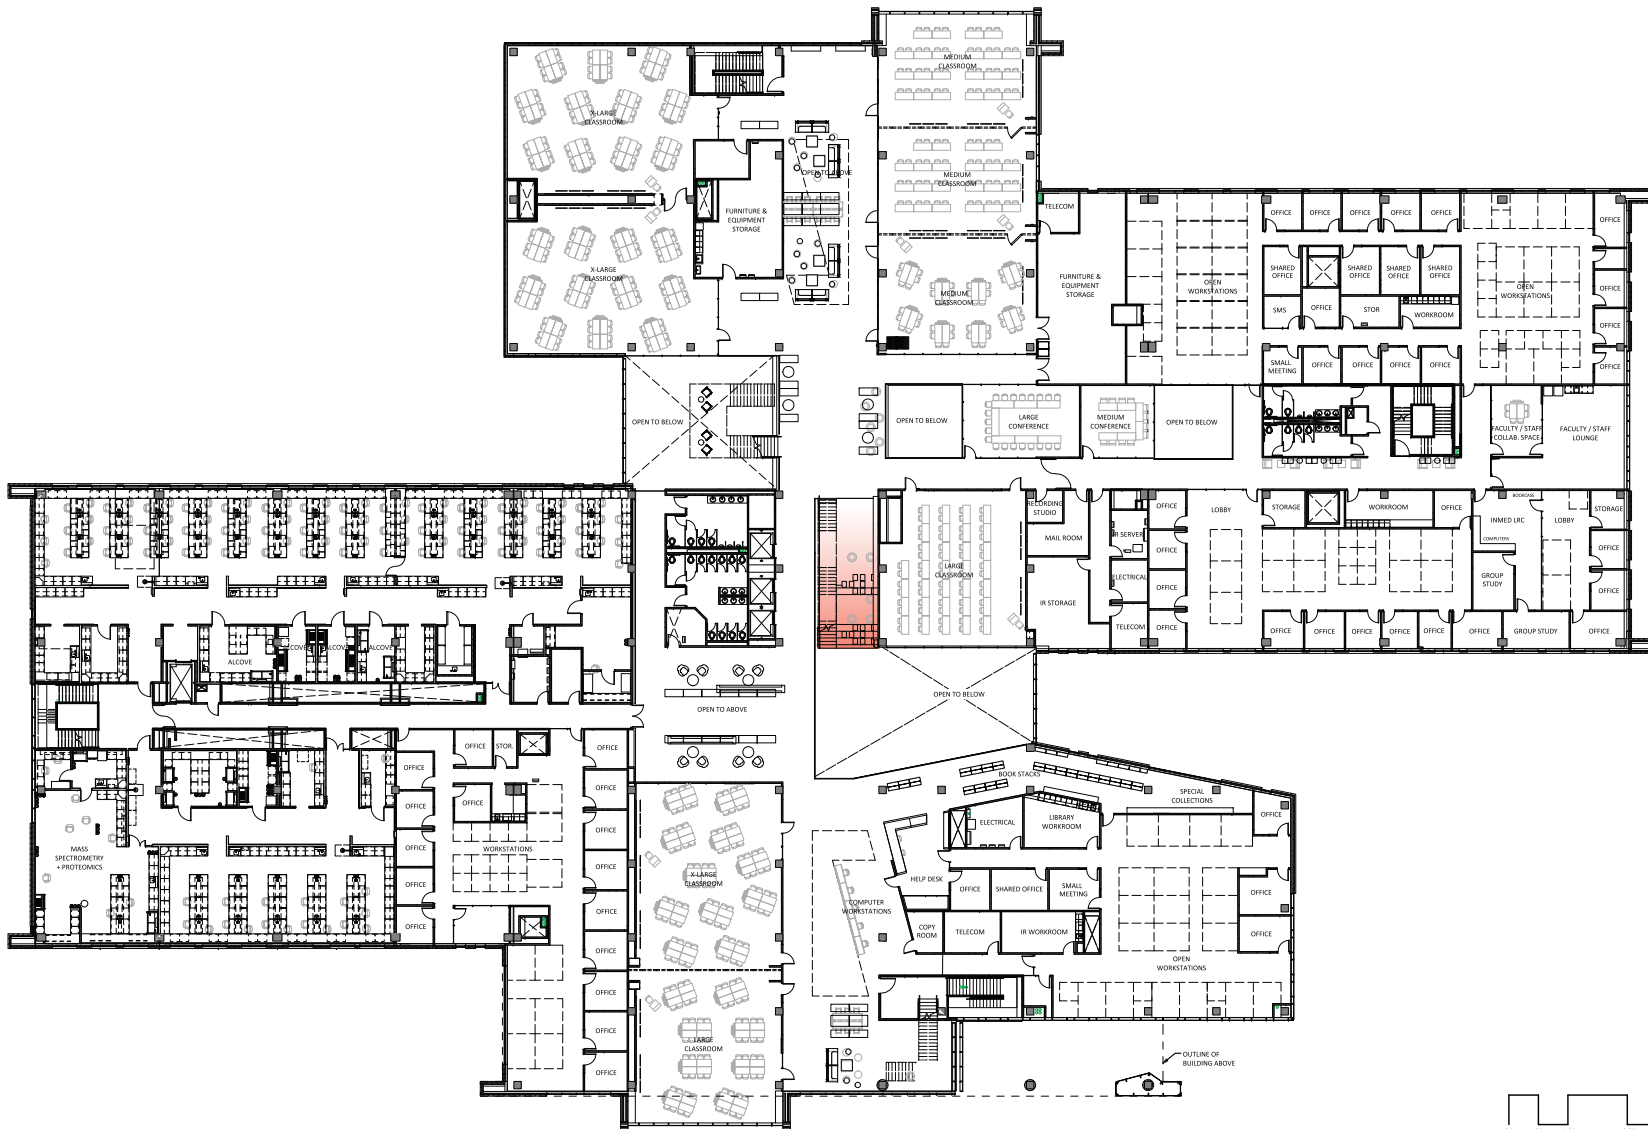 MEDIUM
CLASSROOM
X-LARGE
CLASSROOM
OPEN TO ABOVE
MEDIUM
CLASSROOM
FURNITURE &
EQUIPMENT
STORAGE
TELECOM
OFFICE
OFFICE
OFFICE
OFFICE
OFFICE
OFFICE
X-LARGE
CLASSROOM
MEDIUM
CLASSROOM
FURNITURE &
EQUIPMENT
STORAGE
OPEN
WORKSTATIONS
SHARED
OFFICE
SHARED
OFFICE
SHARED
OFFICE
SHARED
OFFICE
OFFICE
OPEN
WORKSTATIONS
OFFICE
SMS
OFFICE
STOR
WORKROOM
OFFICE
SMALL
MEETING
OFFICE
OFFICE
OFFICE
OFFICE
OFFICE
OPEN TO BELOW
OPEN TO BELOW
LARGE
CONFERENCE
MEDIUM
CONFERENCE
OPEN TO BELOW
FACULTY / STAFF
COLLAB. SPACE
FACULTY / STAFF
LOUNGE
RECORDING
STUDIO
MAIL ROOM
IR SERVER
OFFICE
LOBBY
STORAGE
WORKROOM
OFFICE
BOOKCASE
INMED LRC
COMPUTERS
LOBBY
STORAGE
OFFICE
OFFICE
LARGE
CLASSROOM
ELECTRICAL
OFFICE
GROUP
STUDY
OFFICE
IR STORAGE
TELECOM
OFFICE
OFFICE
OFFICE
OFFICE
OFFICE
OFFICE
OFFICE
GROUP STUDY
OFFICE
ALCOVE
ALCOVE
ALCOVE
ALCOVE
OPEN TO BELOW
OPEN TO ABOVE
OFFICE
STOR.
OFFICE
OFFICE
OFFICE
BOOK STACKS
SPECIAL
COLLECTIONS
OFFICE
OFFICE
OFFICE
ELECTRICAL
LIBRARY
WORKROOM
OFFICE
OFFICE
OFFICE
WORKSTATIONS
MASS
SPECTROMETRY
+ PROTEOMICS
OFFICE
X-LARGE
CLASSROOM
HELP DESK
OFFICE
SHARED OFFICE
SMALL
MEETING
OFFICE
OFFICE
OFFICE
COMPUTER
WORKSTATIONS
OFFICE
OFFICE
COPY
ROOM
TELECOM
IR WORKROOM
OFFICE
OFFICE
OPEN
WORKSTATIONS
OFFICE
OFFICE
LARGE
CLASSROOM
OFFICE
OUTLINE OF
BUILDING ABOVE